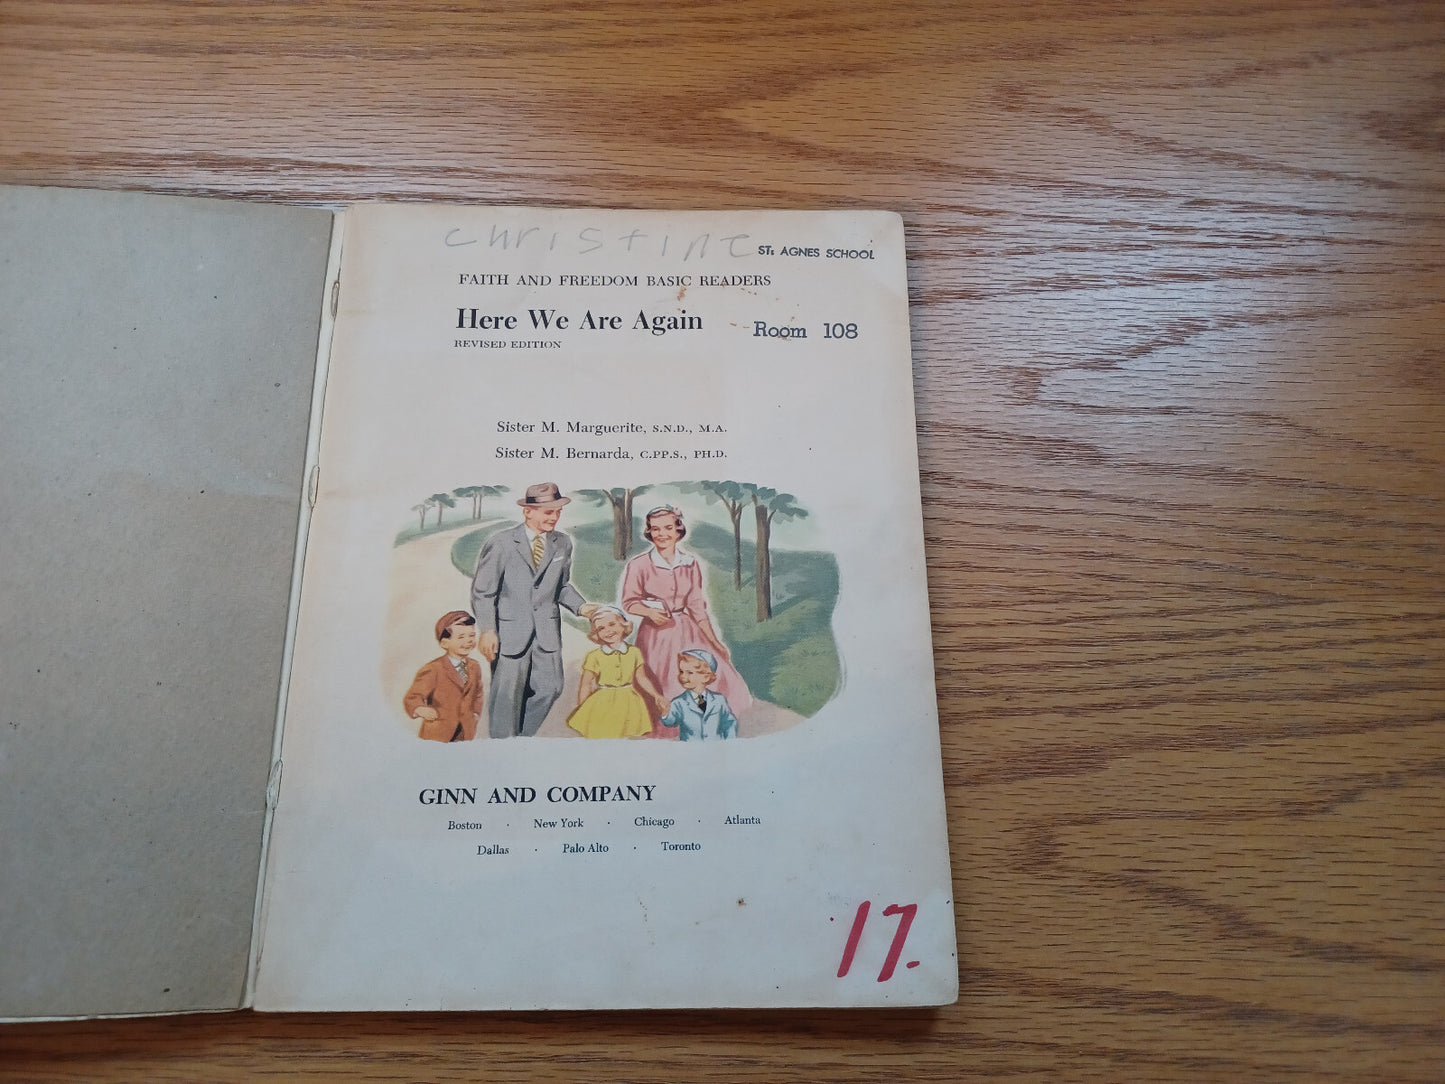 christine
ST: AGNES SCHOOL
FAITH AND FREEDOM BASIC READERS
Here We Are Again
Room 108
REVISED EDITION
Sister M. Marguerite, S.N.D., M.A.
Sister M. Bernarda, C.PP.S., PH.D.
GINN AND COMPANY
Boston · New York · Chicago · Atlanta
Dallas · Palo Alto · Toronto
17.